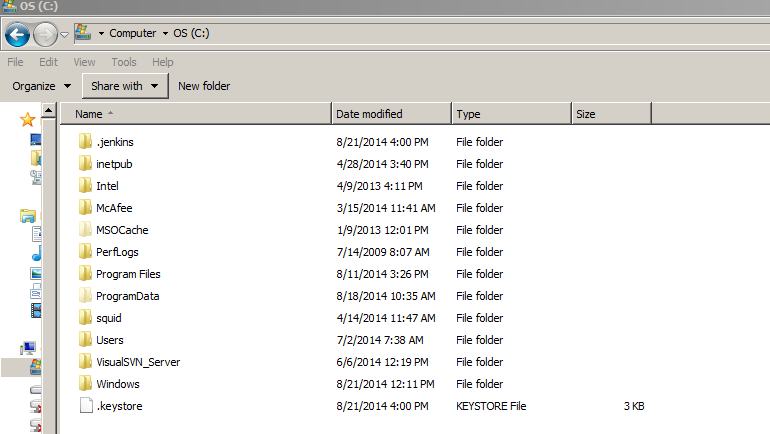 OS (C:)
Computer OS (C:)
File Edit View Tools Help
Organize Share with New folder
Name Date modified Type Size
.jenkins 8/21/2014 4:00 PM File folder
inetpub 4/28/2014 3:40 PM File folder
Intel 4/9/2013 4:11 PM File folder
McAfee 3/15/2014 11:41 AM File folder
MSOCache 1/9/2013 12:01 PM File folder
PerfLogs 7/14/2009 8:07 AM File folder
Program Files 8/11/2014 3:26 PM File folder
ProgramData 8/18/2014 10:35 AM File folder
squid 4/14/2014 11:47 AM File folder
Users 7/2/2014 7:38 AM File folder
VisualSVN_Server 6/6/2014 12:19 PM File folder
Windows 8/21/2014 12:11 PM File folder
.keystore 8/21/2014 4:00 PM KEYSTORE File 3 KB